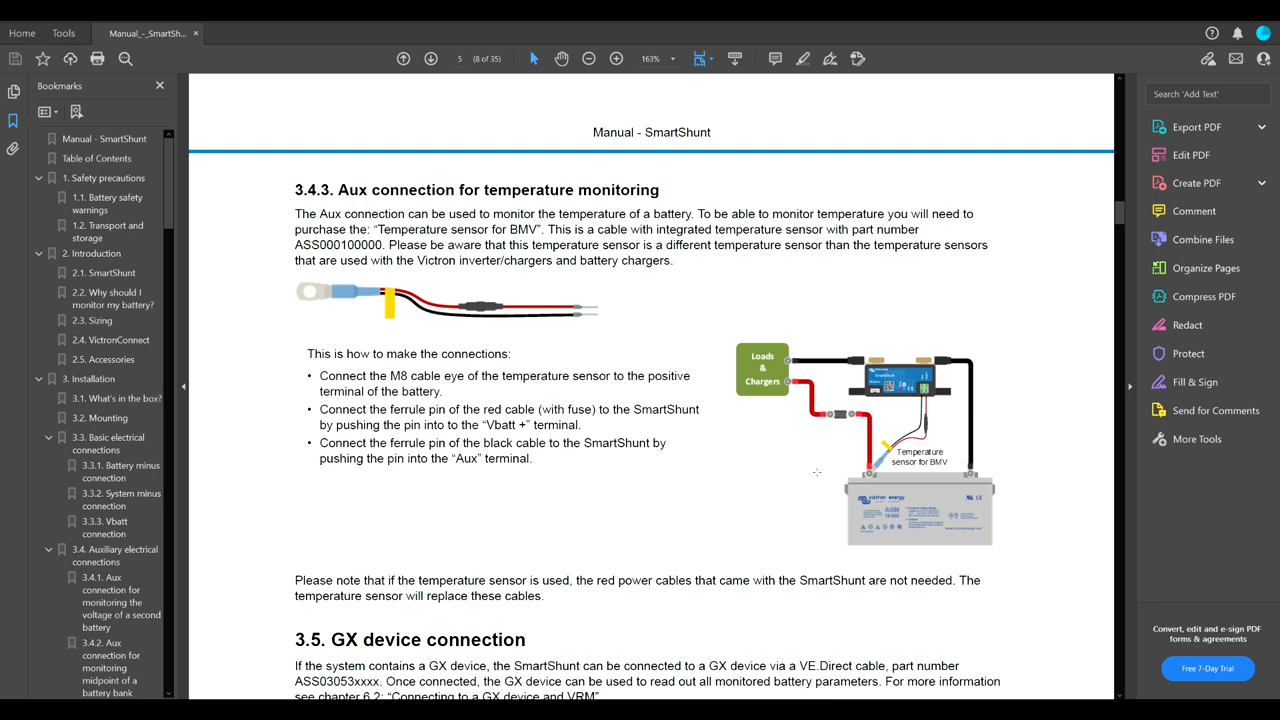 Home
Tools
Manual_-_SmartSh...
5
(8 of 35)
163%
Bookmarks
Manual - SmartShunt
Table of Contents
1. Safety precautions
1.1. Battery safety
warnings
1.2. Transport and
storage
2. Introduction
2.1. SmartShunt
2.2. Why should I
monitor my battery?
2.3. Sizing
2.4. VictronConnect
2.5. Accessories
3. Installation
3.1. What's in the box?
3.2. Mounting
3.3. Basic electrical
connections
3.3.1. Battery minus
connection
3.3.2. System minus
connection
3.3.3. Vbatt
connection
3.4. Auxiliary electrical
connections
3.4.1. Aux
connection for
monitoring the
voltage of a second
battery
3.4.2. Aux
connection for
monitoring
midpoint of a
battery bank
Manual - SmartShunt
3.4.3. Aux connection for temperature monitoring
The Aux connection can be used to monitor the temperature of a battery. To be able to monitor temperature you will need to
purchase the: “Temperature sensor for BMV”. This is a cable with integrated temperature sensor with part number
ASS000100000. Please be aware that this temperature sensor is a different temperature sensor than the temperature sensors
that are used with the Victron inverter/chargers and battery chargers.
This is how to make the connections:
• Connect the M8 cable eye of the temperature sensor to the positive
terminal of the battery.
• Connect the ferrule pin of the red cable (with fuse) to the SmartShunt
by pushing the pin into to the “Vbatt +” terminal.
• Connect the ferrule pin of the black cable to the SmartShunt by
pushing the pin into the “Aux” terminal.
Loads
&
Chargers
SmartShunt
Temperature
sensor for BMV
victron energy
www.victronenergy.com
Please note that if the temperature sensor is used, the red power cables that came with the SmartShunt are not needed. The
temperature sensor will replace these cables.
3.5. GX device connection
If the system contains a GX device, the SmartShunt can be connected to a GX device via a VE.Direct cable, part number
ASS03053xxxx. Once connected, the GX device can be used to read out all monitored battery parameters. For more information
see chapter 6.2: “Connecting to a GX device and VRM”
Search 'Add Text'
Export PDF
Edit PDF
Create PDF
Comment
Combine Files
Organize Pages
Compress PDF
Redact
Protect
Fill & Sign
Send for Comments
More Tools
Convert, edit and e-sign PDF
forms & agreements
Free 7-Day Trial